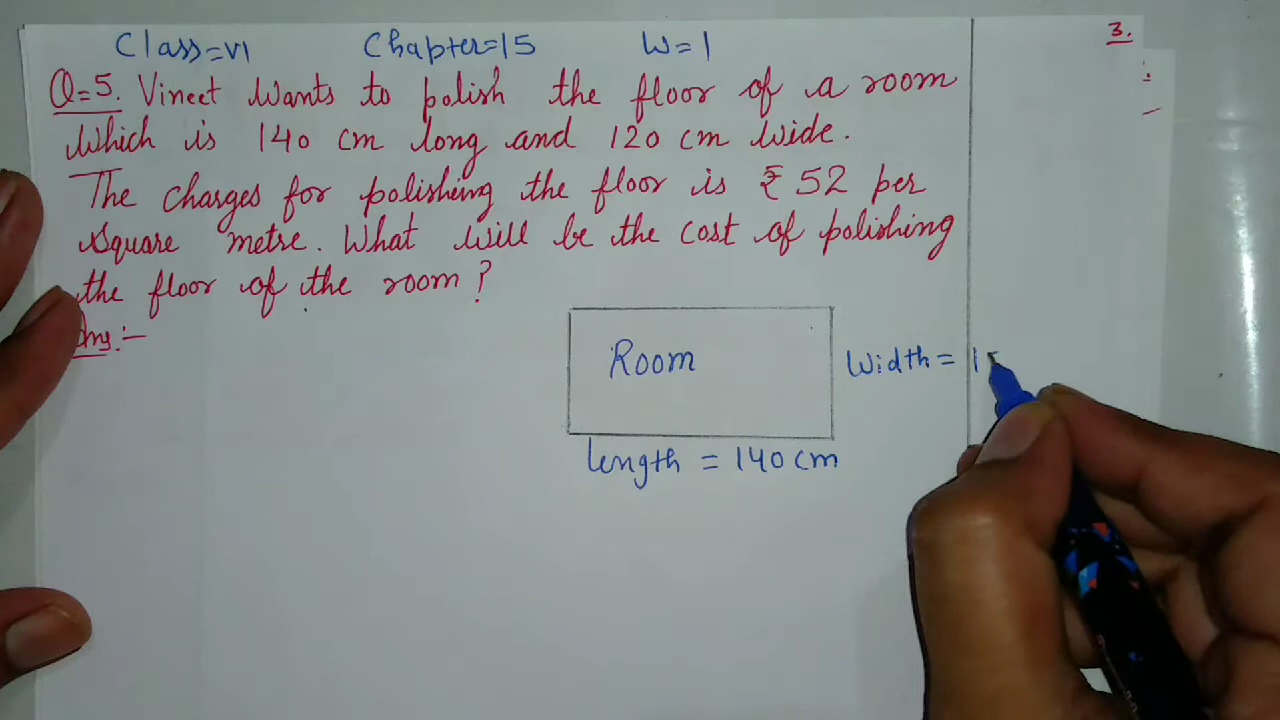 Class=VI Chapter=15 W=1
3.
Q=5. Vineet wants to polish the floor of a room
which is 140 cm long and 120 cm wide.
The charges for polishing the floor is ₹ 52 per
square metre. What will be the cost of polishing
the floor of the room?
Ans:-
Room
Width = 1
length = 140 cm